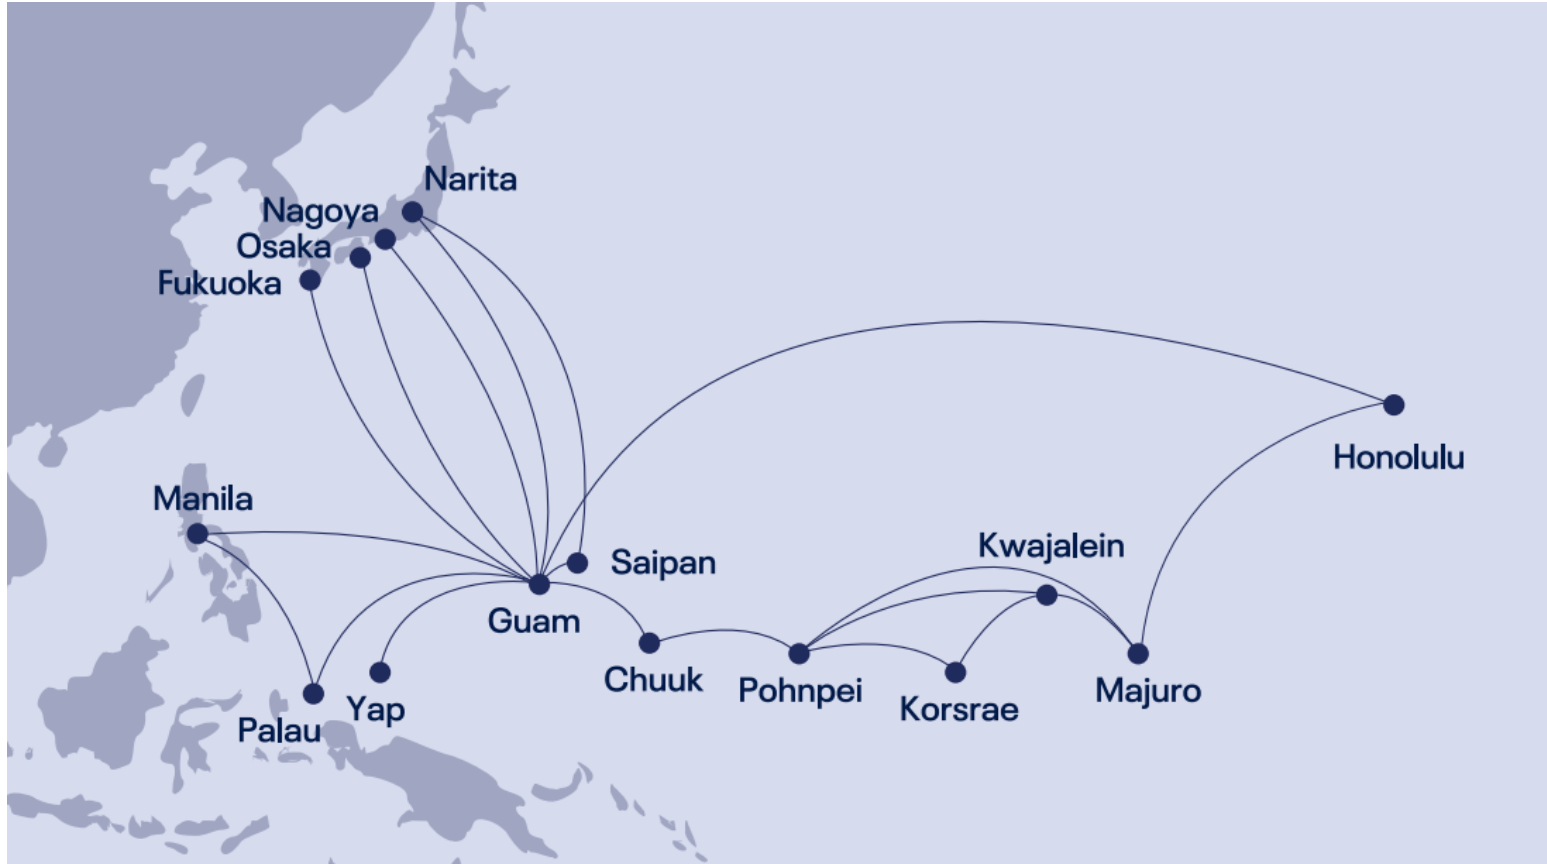 Narita
Nagoya
Osaka
Fukuoka
Honolulu
Manila
Kwajalein
Saipan
Guam
Chuuk
Pohnpei
Majuro
Korsrae
Yap
Palau